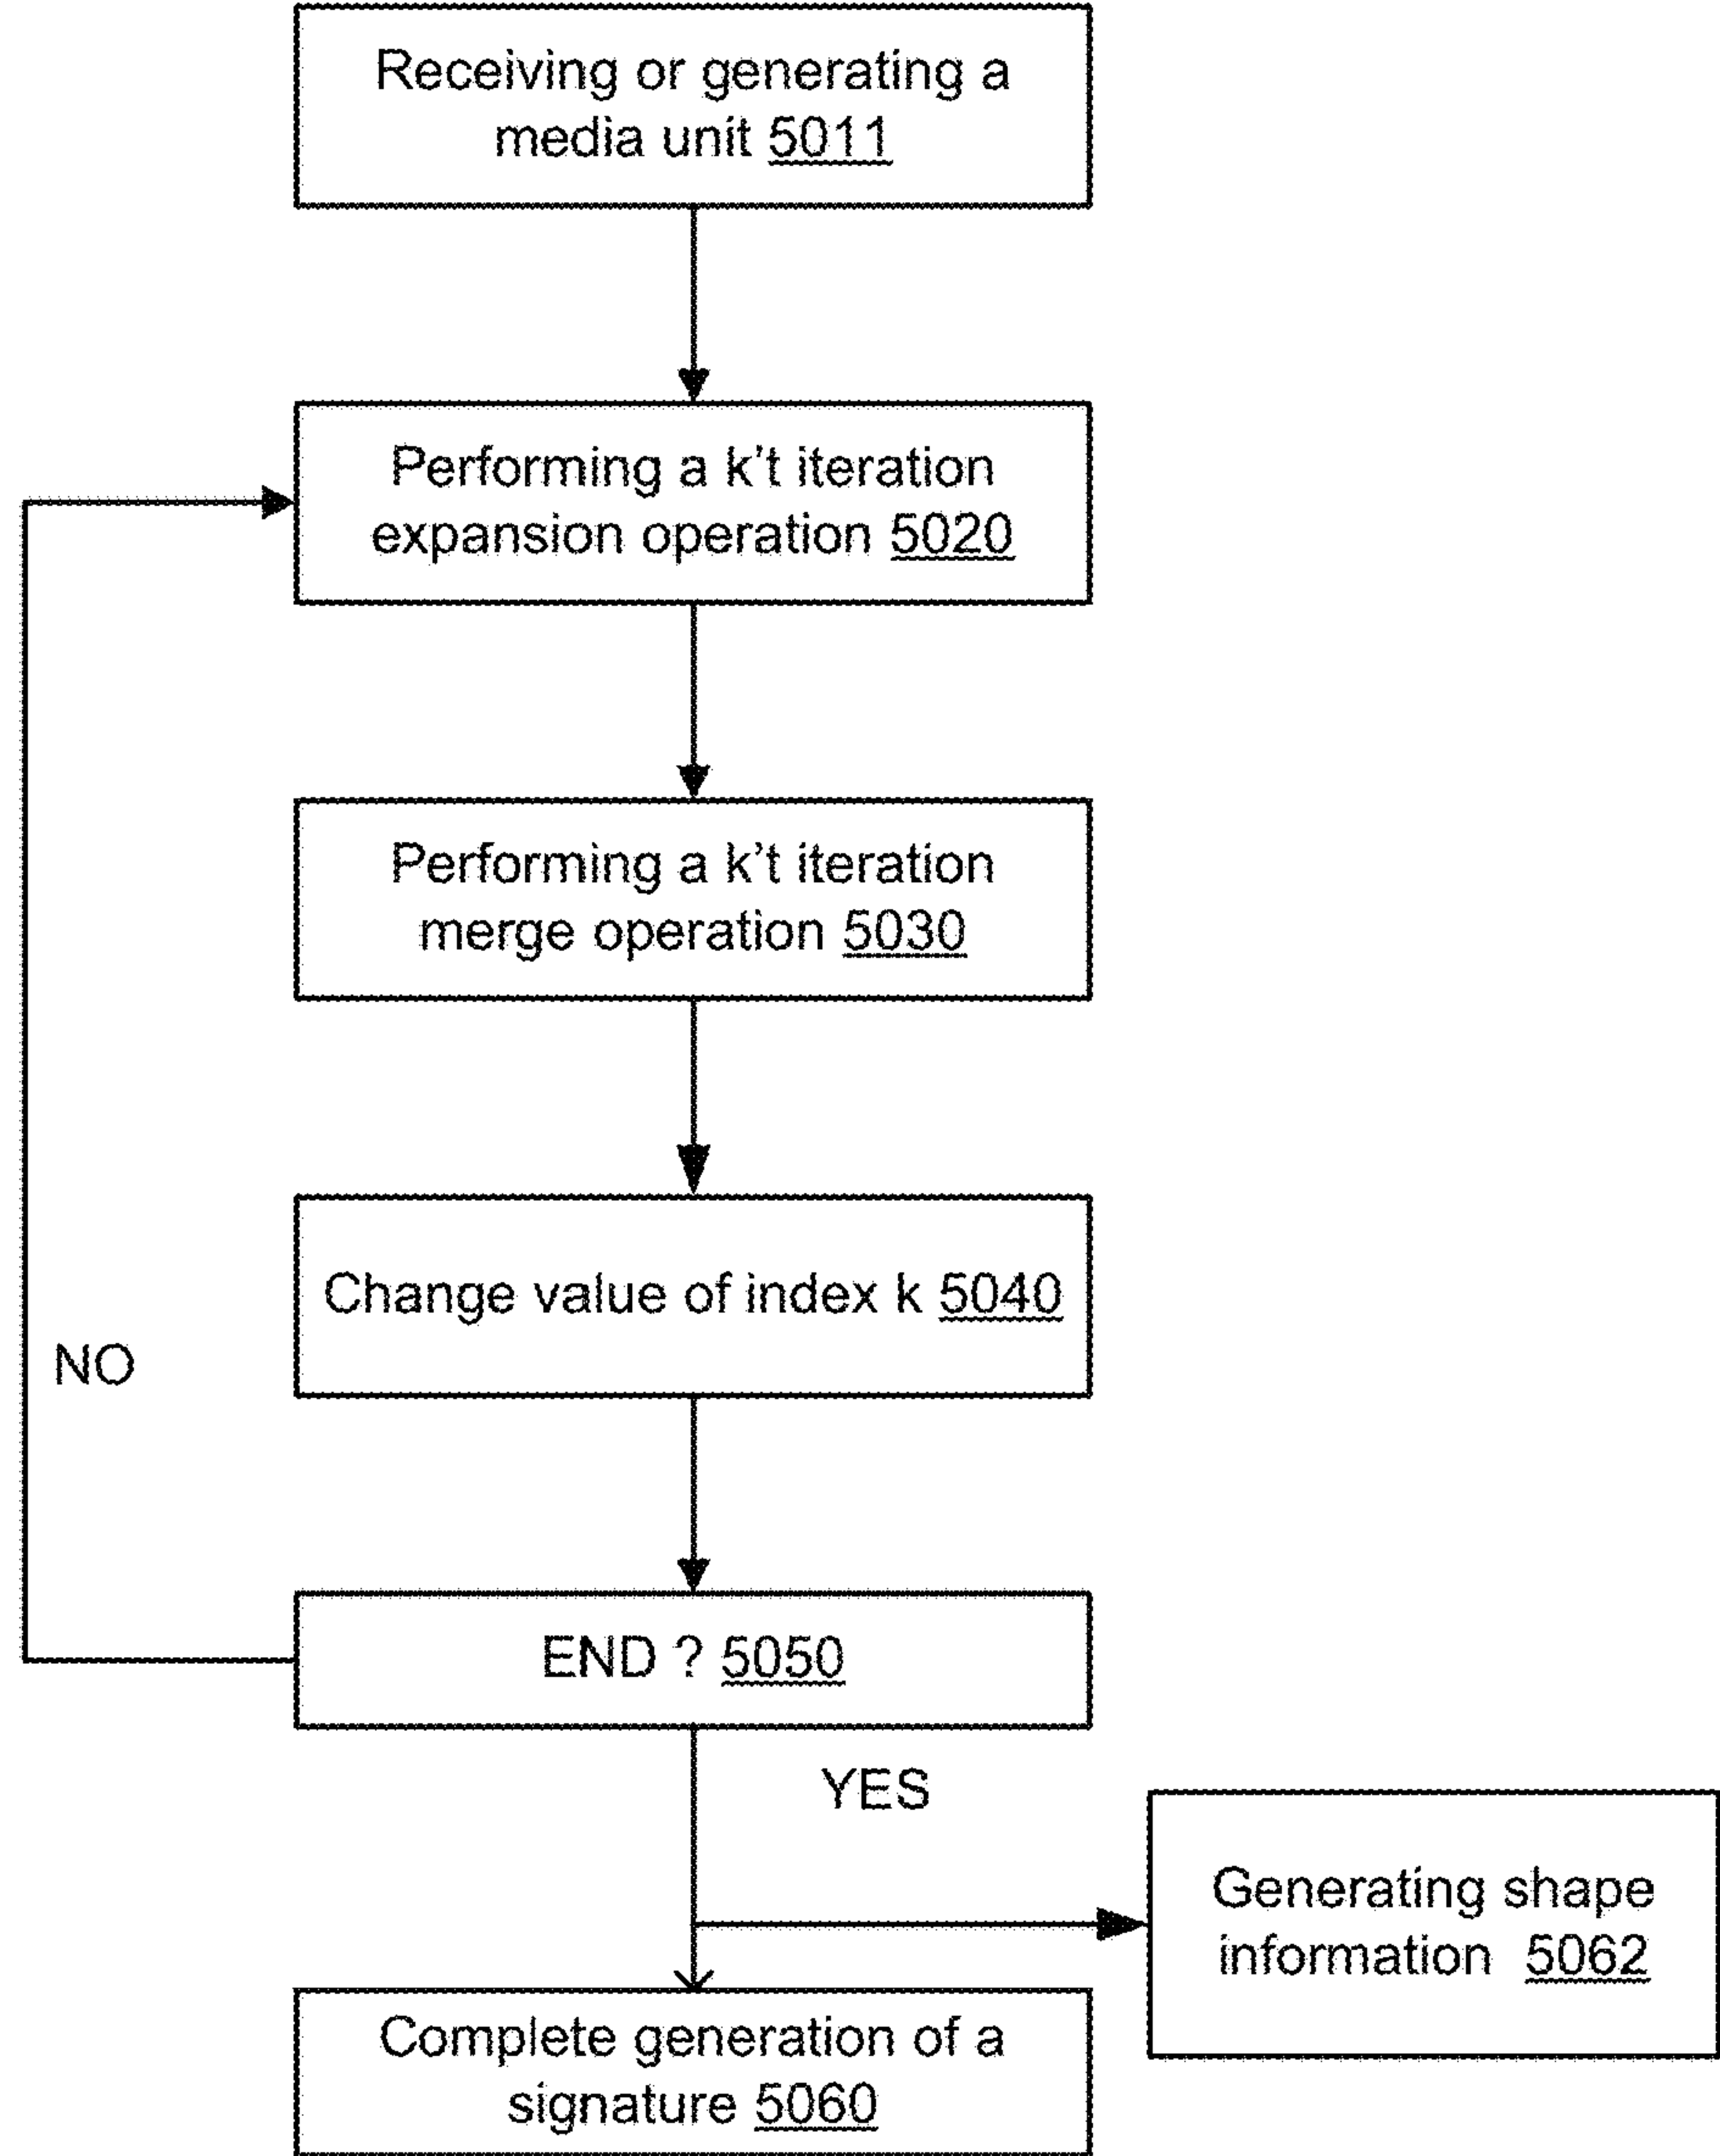 Receiving or generating a
media unit 5011
Performing a k't iteration
expansion operation 5020
Performing a k't iteration
merge operation 5030
Change value of index k 5040
NO
END ? 5050
YES
Generating shape
information 5062
Complete generation of a
signature 5060